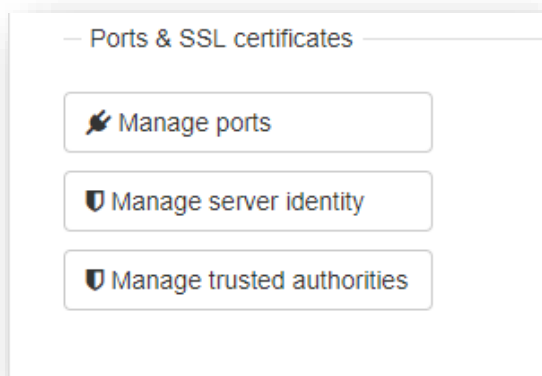 Ports & SSL certificates
Manage ports
Manage server identity
Manage trusted authorities